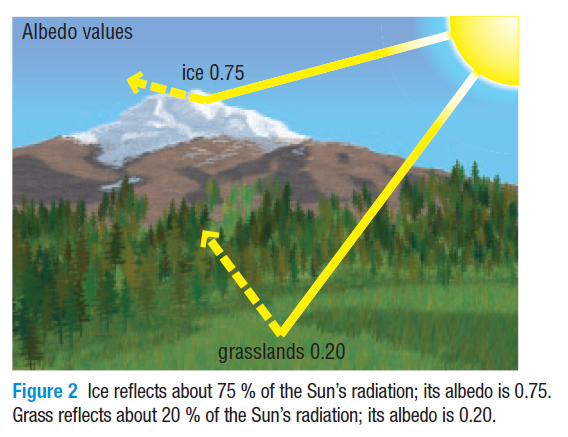 Albedo values
ice 0.75
grasslands 0.20
Figure 2 Ice reflects about 75 % of the Sun's radiation; its albedo is 0.75.
Grass reflects about 20 % of the Sun's radiation; its albedo is 0.20.